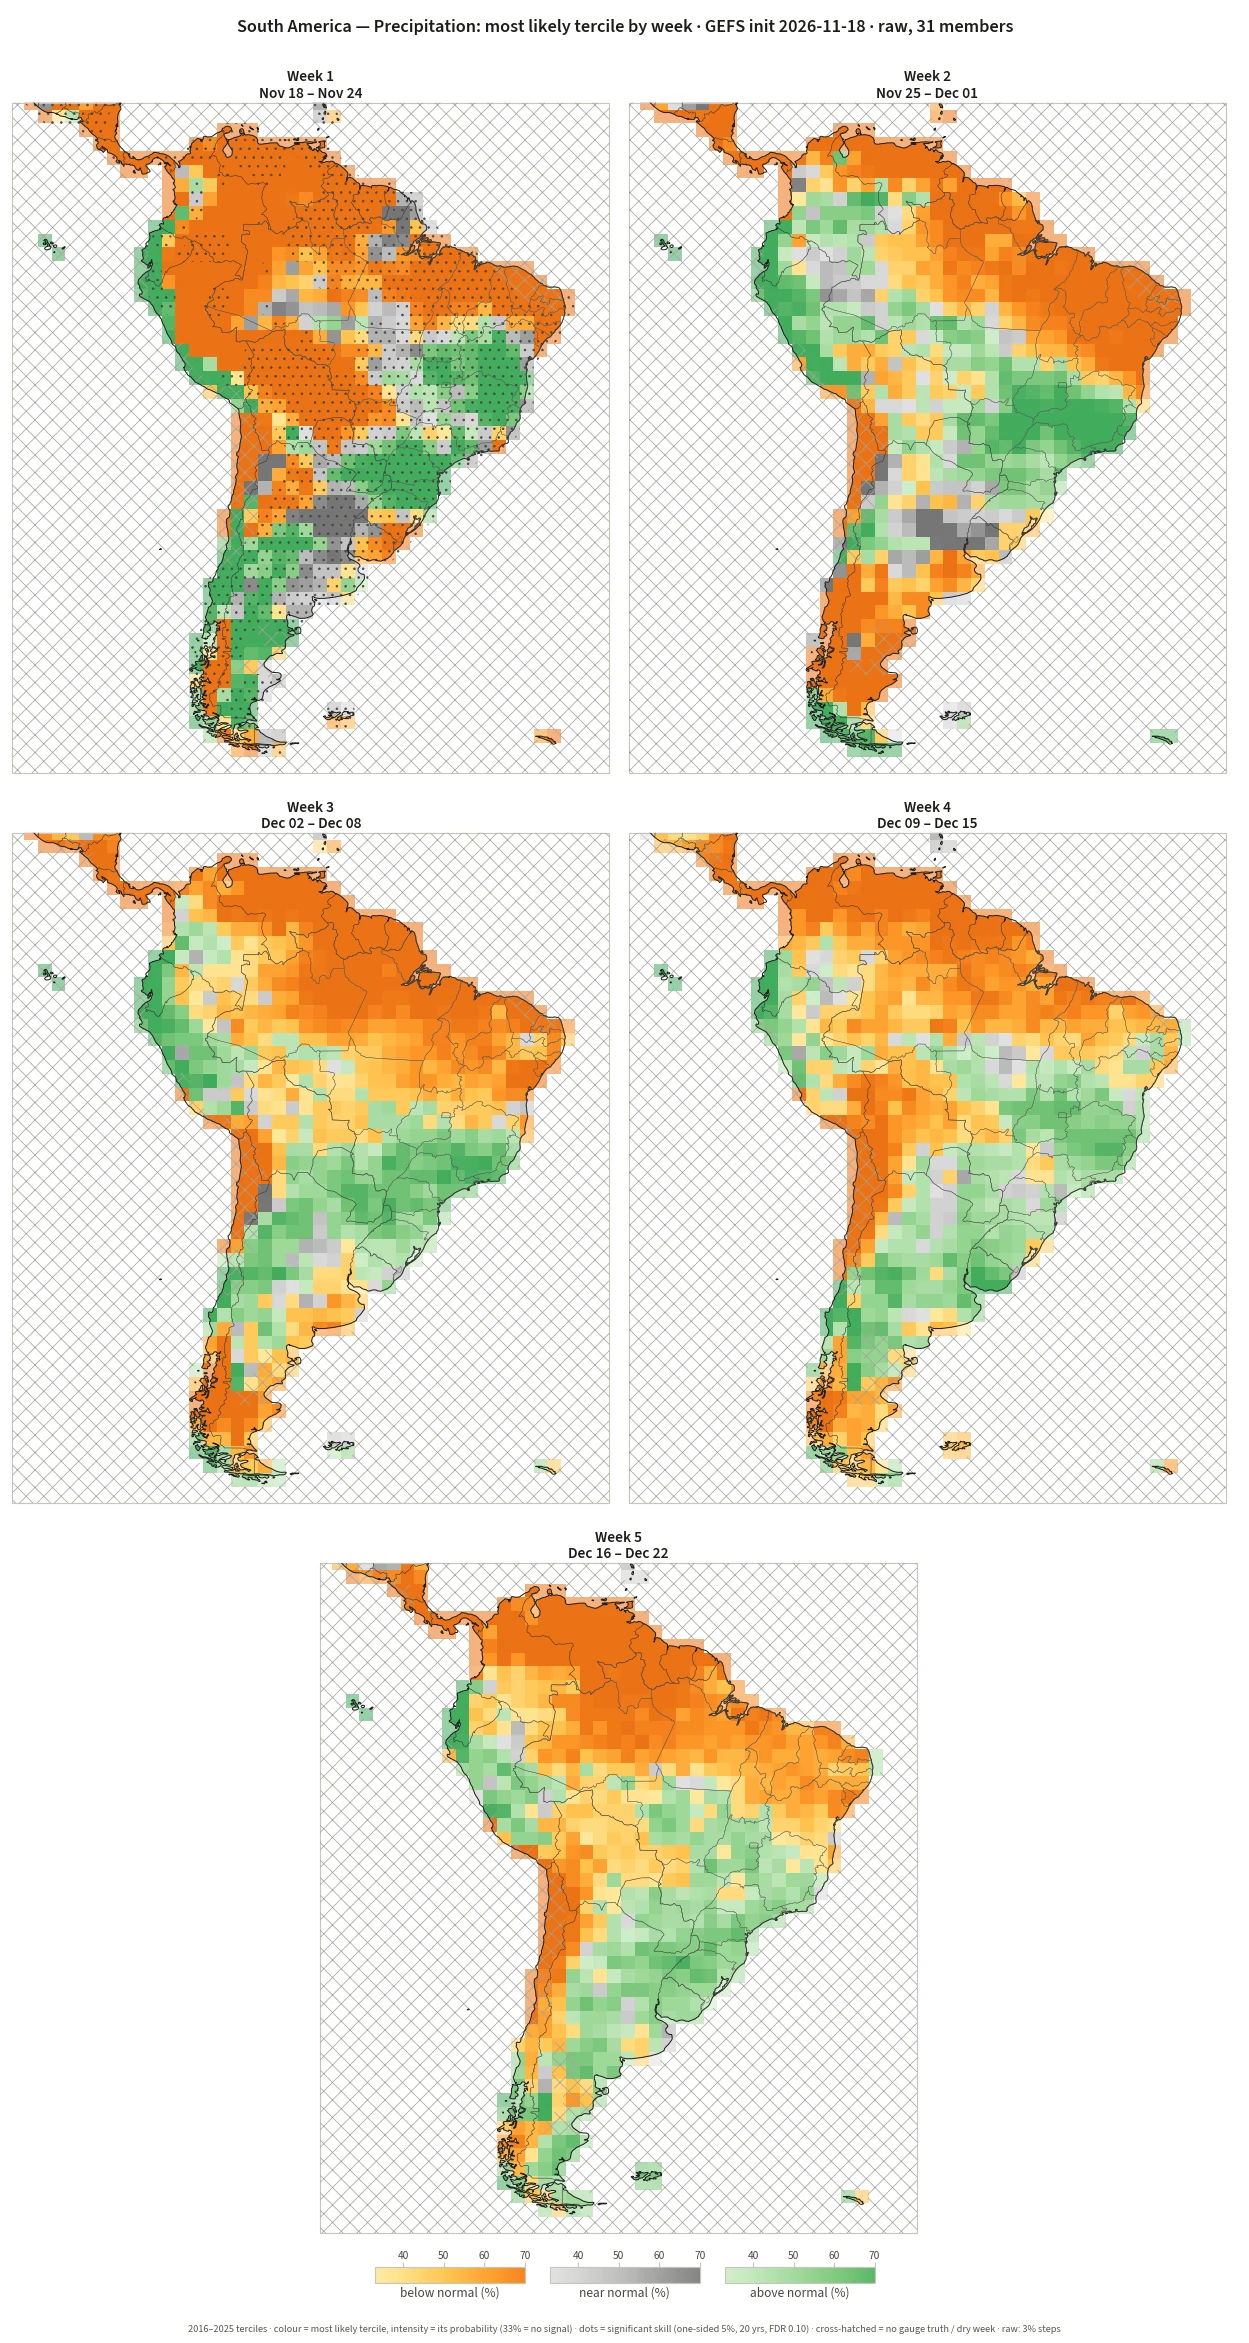 South America — Precipitation: most likely tercile by week · GEFS init 2026-11-18 · raw, 31 members
Week 1
Nov 18 – Nov 24
Week 2
Nov 25 – Dec 01
Week 3
Dec 02 – Dec 08
Week 4
Dec 09 – Dec 15
Week 5
Dec 16 – Dec 22
40 50 60 70
below normal (%)
40 50 60 70
near normal (%)
40 50 60 70
above normal (%)
2016–2025 terciles · colour = most likely tercile, intensity = its probability (33% = no signal) · dots = significant skill (one-sided 5%, 20 yrs, FDR 0.10) · cross-hatched = no gauge truth / dry week · raw: 3% steps